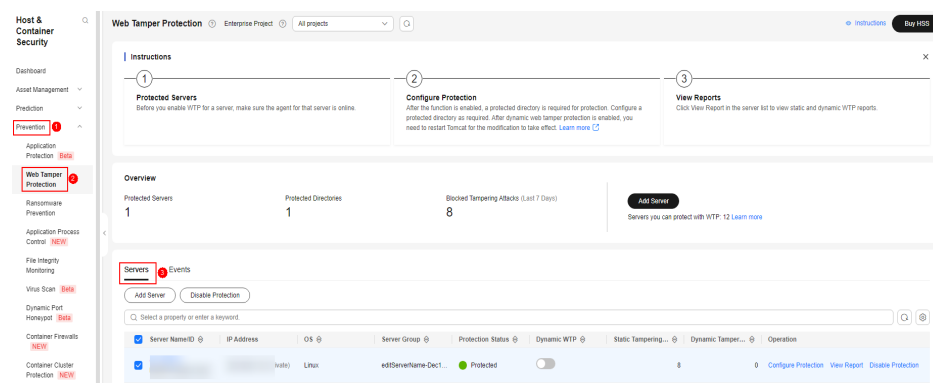 Host &
Container
Security
Dashboard
Asset Management
Prediction
Prevention 1
Application
Protection Beta
Web Tamper
Protection 2
Ransomware
Prevention
Application Process
Control NEW
File Integrity
Monitoring
Virus Scan Beta
Dynamic Port
Honeypot Beta
Container Firewalls
NEW
Container Cluster
Protection NEW
Web Tamper Protection Enterprise Project All projects
Instructions Buy HSS
Instructions
1
Protected Servers
Before you enable WTP for a server, make sure the agent for that server is online.
2
Configure Protection
After the function is enabled, a protected directory is required for protection. Configure a
protected directory as required. After dynamic web tamper protection is enabled, you
need to restart Tomcat for the modification to take effect. Learn more
3
View Reports
Click View Report in the server list to view static and dynamic WTP reports.
Overview
Protected Servers
1
Protected Directories
1
Blocked Tampering Attacks (Last 7 Days)
8
Add Server
Servers you can protect with WTP: 12 Learn more
Servers 3 Events
Add Server Disable Protection
Select a property or enter a keyword.
Server Name/ID IP Address OS Server Group Protection Status Dynamic WTP Static Tampering... Dynamic Tamper... Operation
ivate) Linux editServerName-Dec1... Protected 8 0 Configure Protection View Report Disable Protection